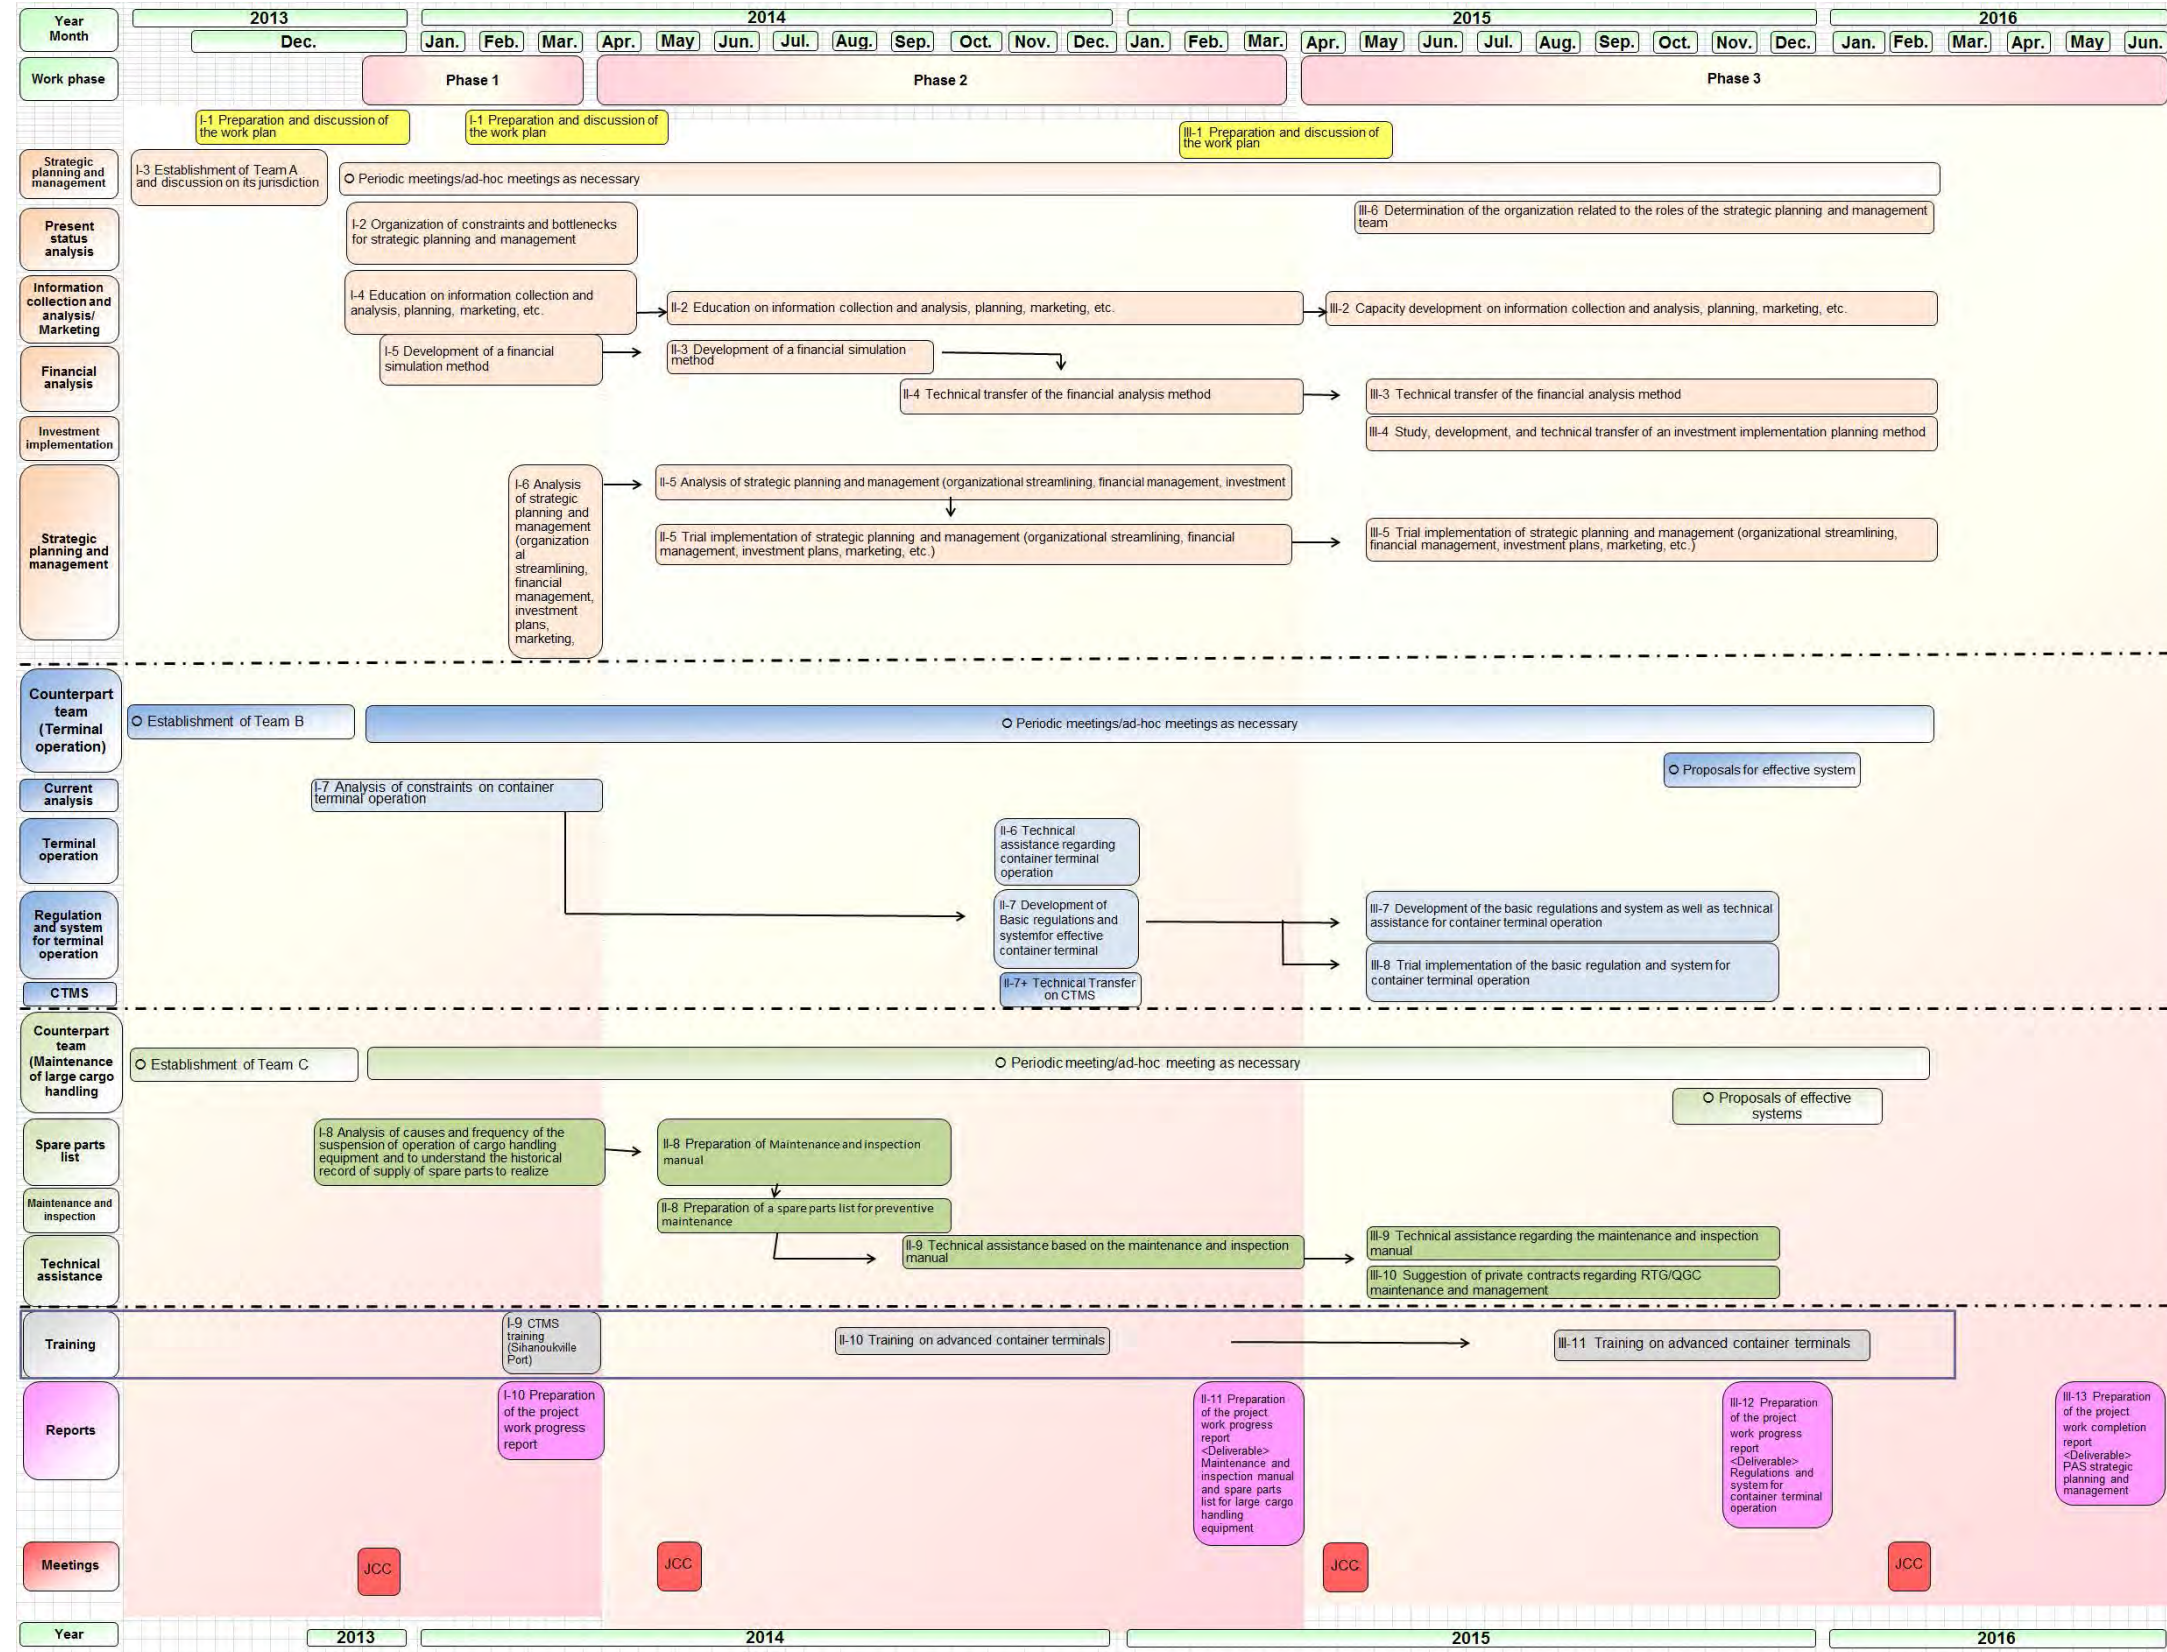 Year
Month
2013
2014
2015
2016
Dec.
Jan.
Feb.
Mar.
Apr.
May
Jun.
Jul.
Aug.
Sep.
Oct.
Nov.
Dec.
Jan.
Feb.
Mar.
Apr.
May
Jun.
Jul.
Aug.
Sep.
Oct.
Nov.
Dec.
Jan.
Feb.
Mar.
Apr.
May
Jun.
Work phase
Phase 1
Phase 2
Phase 3
I-1 Preparation and discussion of
the work plan
I-1 Preparation and discussion of
the work plan
III-1 Preparation and discussion of
the work plan
Strategic
planning and
management
I-3 Establishment of Team A
and discussion on its jurisdiction
O Periodic meetings/ad-hoc meetings as necessary
Present
status
analysis
I-2 Organization of constraints and bottlenecks
for strategic planning and management
III-6 Determination of the organization related to the roles of the strategic planning and management
team
Information
collection and
analysis/
Marketing
I-4 Education on information collection and
analysis, planning, marketing, etc.
II-2 Education on information collection and analysis, planning, marketing, etc.
III-2 Capacity development on information collection and analysis, planning, marketing, etc.
Financial
analysis
I-5 Development of a financial
simulation method
II-3 Development of a financial simulation
method
II-4 Technical transfer of the financial analysis method
III-3 Technical transfer of the financial analysis method
Investment
implementation
III-4 Study, development, and technical transfer of an investment implementation planning method
Strategic
planning and
management
I-6 Analysis
of strategic
planning and
management
(organization
al
streamlining,
financial
management,
investment
plans,
marketing,
II-5 Analysis of strategic planning and management (organizational streamlining, financial management, investment
II-5 Trial implementation of strategic planning and management (organizational streamlining, financial
management, investment plans, marketing, etc.)
III-5 Trial implementation of strategic planning and management (organizational streamlining,
financial management, investment plans, marketing, etc.)
Counterpart
team
(Terminal
operation)
O Establishment of Team B
O Periodic meetings/ad-hoc meetings as necessary
O Proposals for effective system
Current
analysis
I-7 Analysis of constraints on container
terminal operation
Terminal
operation
II-6 Technical
assistance regarding
container terminal
operation
Regulation
and system
for terminal
operation
II-7 Development of
Basic regulations and
systemfor effective
container terminal
III-7 Development of the basic regulations and system as well as technical
assistance for container terminal operation
III-8 Trial implementation of the basic regulation and system for
container terminal operation
CTMS
II-7+ Technical Transfer
on CTMS
Counterpart
team
(Maintenance
of large cargo
handling
O Establishment of Team C
O Periodic meeting/ad-hoc meeting as necessary
O Proposals of effective
systems
Spare parts
list
I-8 Analysis of causes and frequency of the
suspension of operation of cargo handling
equipment and to understand the historical
record of supply of spare parts to realize
II-8 Preparation of Maintenance and inspection
manual
Maintenance and
inspection
II-8 Preparation of a spare parts list for preventive
maintenance
Technical
assistance
II-9 Technical assistance based on the maintenance and inspection
manual
III-9 Technical assistance regarding the maintenance and inspection
manual
III-10 Suggestion of private contracts regarding RTG/QGC
maintenance and management
Training
I-9 CTMS
training
(Sihanoukville
Port)
II-10 Training on advanced container terminals
III-11 Training on advanced container terminals
Reports
I-10 Preparation
of the project
work progress
report
II-11 Preparation
of the project
work progress
report
<Deliverable>
Maintenance and
inspection manual
and spare parts
list for large cargo
handling
equipment
III-12 Preparation
of the project
work progress
report
<Deliverable>
Regulations and
system for
container terminal
operation
III-13 Preparation
of the project
work completion
report
<Deliverable>
PAS strategic
planning and
management
Meetings
JCC
JCC
JCC
JCC
Year
2013
2014
2015
2016